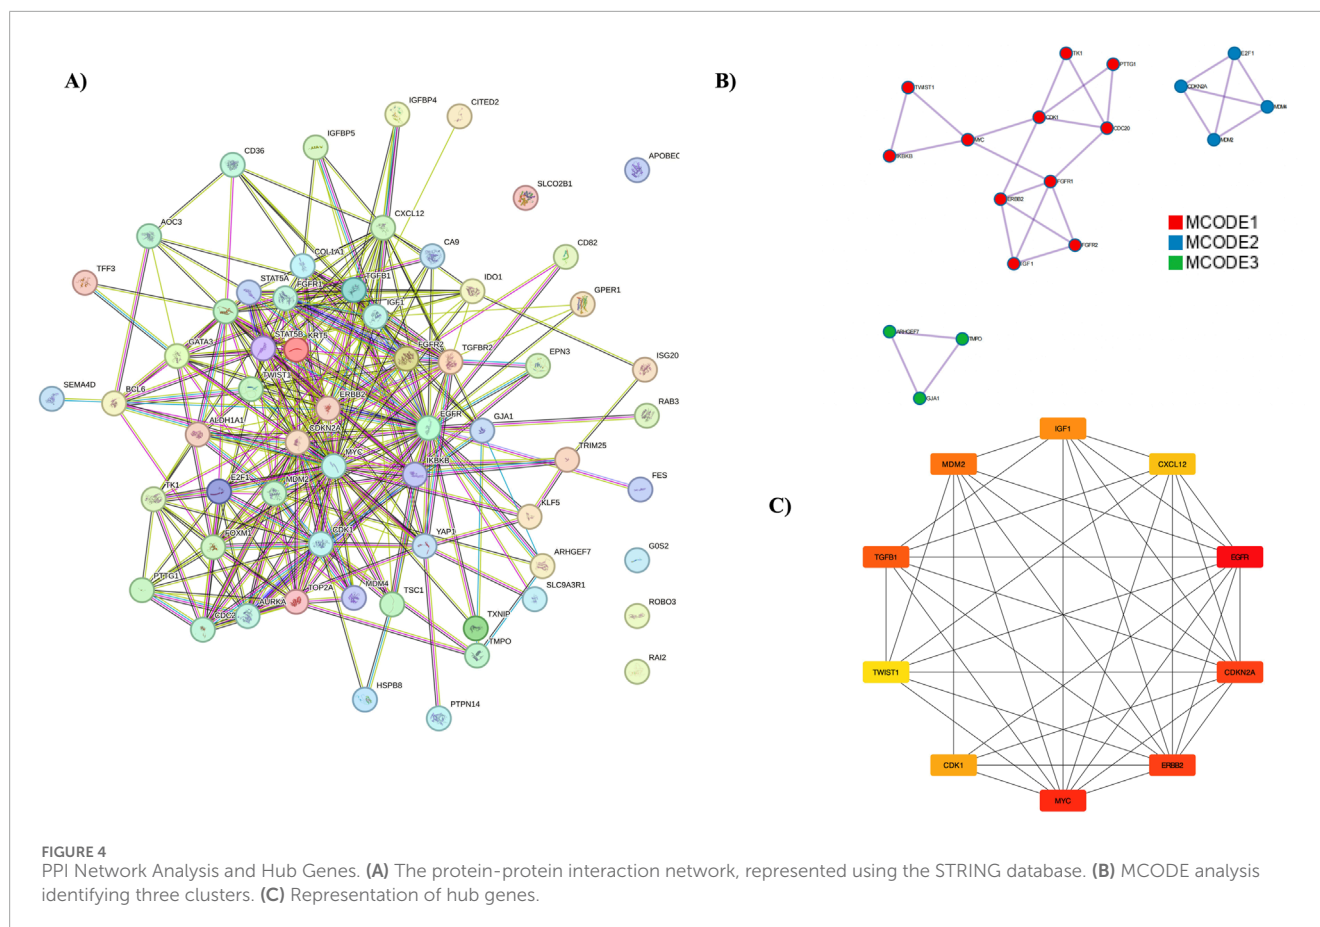 A)
IGFBP4
CITED2
IGFBP5
CD36
APOBEC
SLCO2B1
CXCL12
AOC3
CA9
CD82
COL1A1
TFF3
STAT5A
TGFB1
IDO1
FGFR1
GPER1
IGF1
STAT5B
KRT5
GATA3
FGFR2
TGFBR2
EPN3
ISG20
TWIST1
SEMA4D
BCL6
ERBB2
RAB3
ALDH1A1
EGFR
GJA1
CDKN2A
MYC
TRIM25
IKBKB
E2F1
MDM2
FES
TK1
KLF5
FOXM1
CDK1
YAP1
ARHGEF7
G0S2
PTTG1
TOP2A
MDM4
TSC1
SLC9A3R1
AURKA
CDC2
TXNIP
ROBO3
TMPO
RAI2
HSPB8
PTPN14
B)
TK1
PTTG1
E2F1
TWIST1
CDKN2A
MDM4
CDK1
CDC20
MYC
MDM2
IKBKB
FGFR1
ERBB2
FGFR2
IGF1
MCODE1
MCODE2
MCODE3
ARHGEF7
TMPO
GJA1
C)
IGF1
MDM2
CXCL12
TGFB1
EGFR
TWIST1
CDKN2A
CDK1
ERBB2
MYC
FIGURE 4
PPI Network Analysis and Hub Genes. (A) The protein-protein interaction network, represented using the STRING database. (B) MCODE analysis
identifying three clusters. (C) Representation of hub genes.